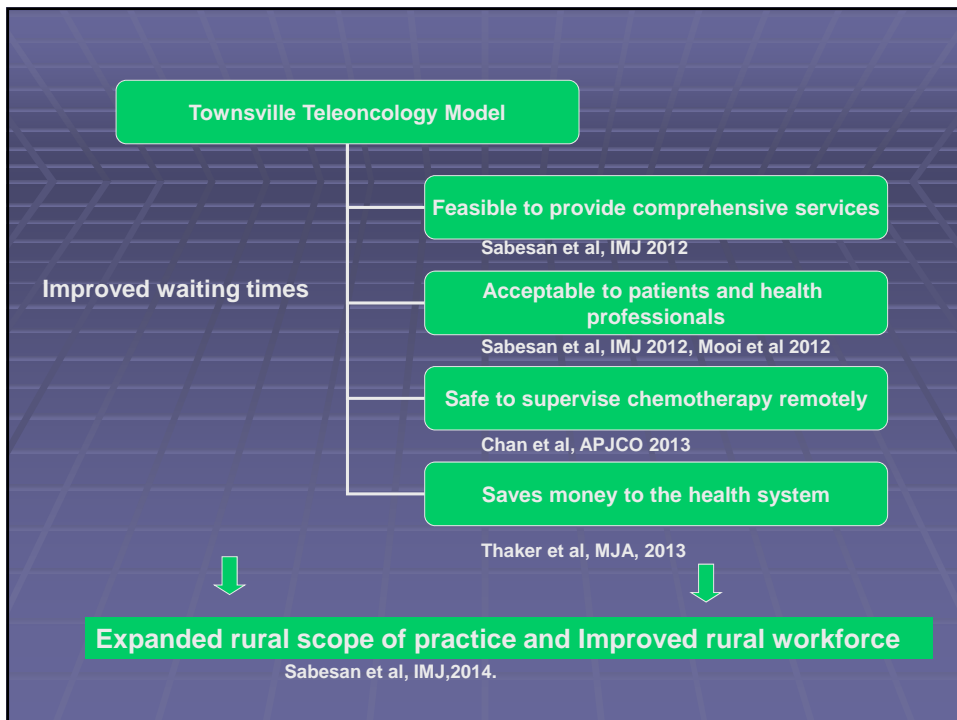 Townsville Teleoncology Model
Feasible to provide comprehensive services
Sabesan et al, IMJ 2012
Improved waiting times
Acceptable to patients and health
professionals
Sabesan et al, IMJ 2012, Mooi et al 2012
Safe to supervise chemotherapy remotely
Chan et al, APJCO 2013
Saves money to the health system
Thaker et al, MJA, 2013
Expanded rural scope of practice and Improved rural workforce
Sabesan et al, IMJ,2014.